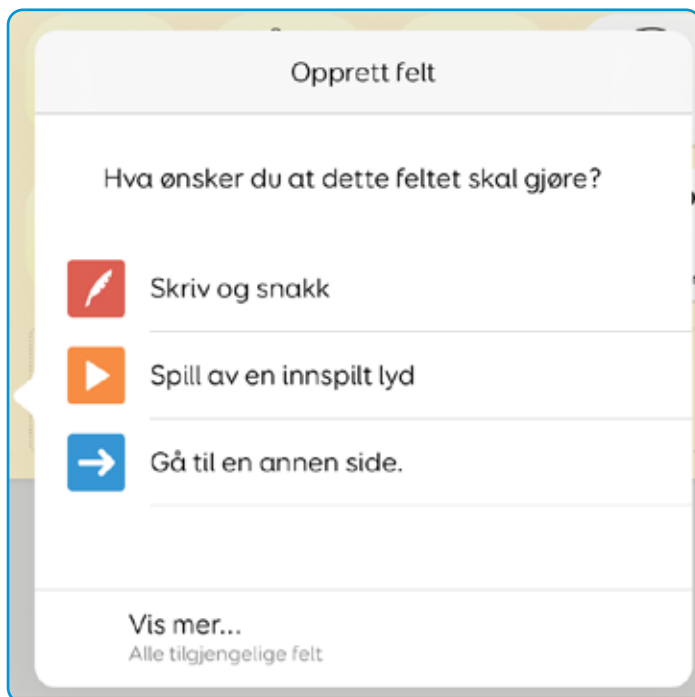 Opprett felt
Hva ønsker du at dette feltet skal gjøre?
Skriv og snakk
Spill av en innspilt lyd
Gå til en annen side.
Vis mer...
Alle tilgjengelige felt